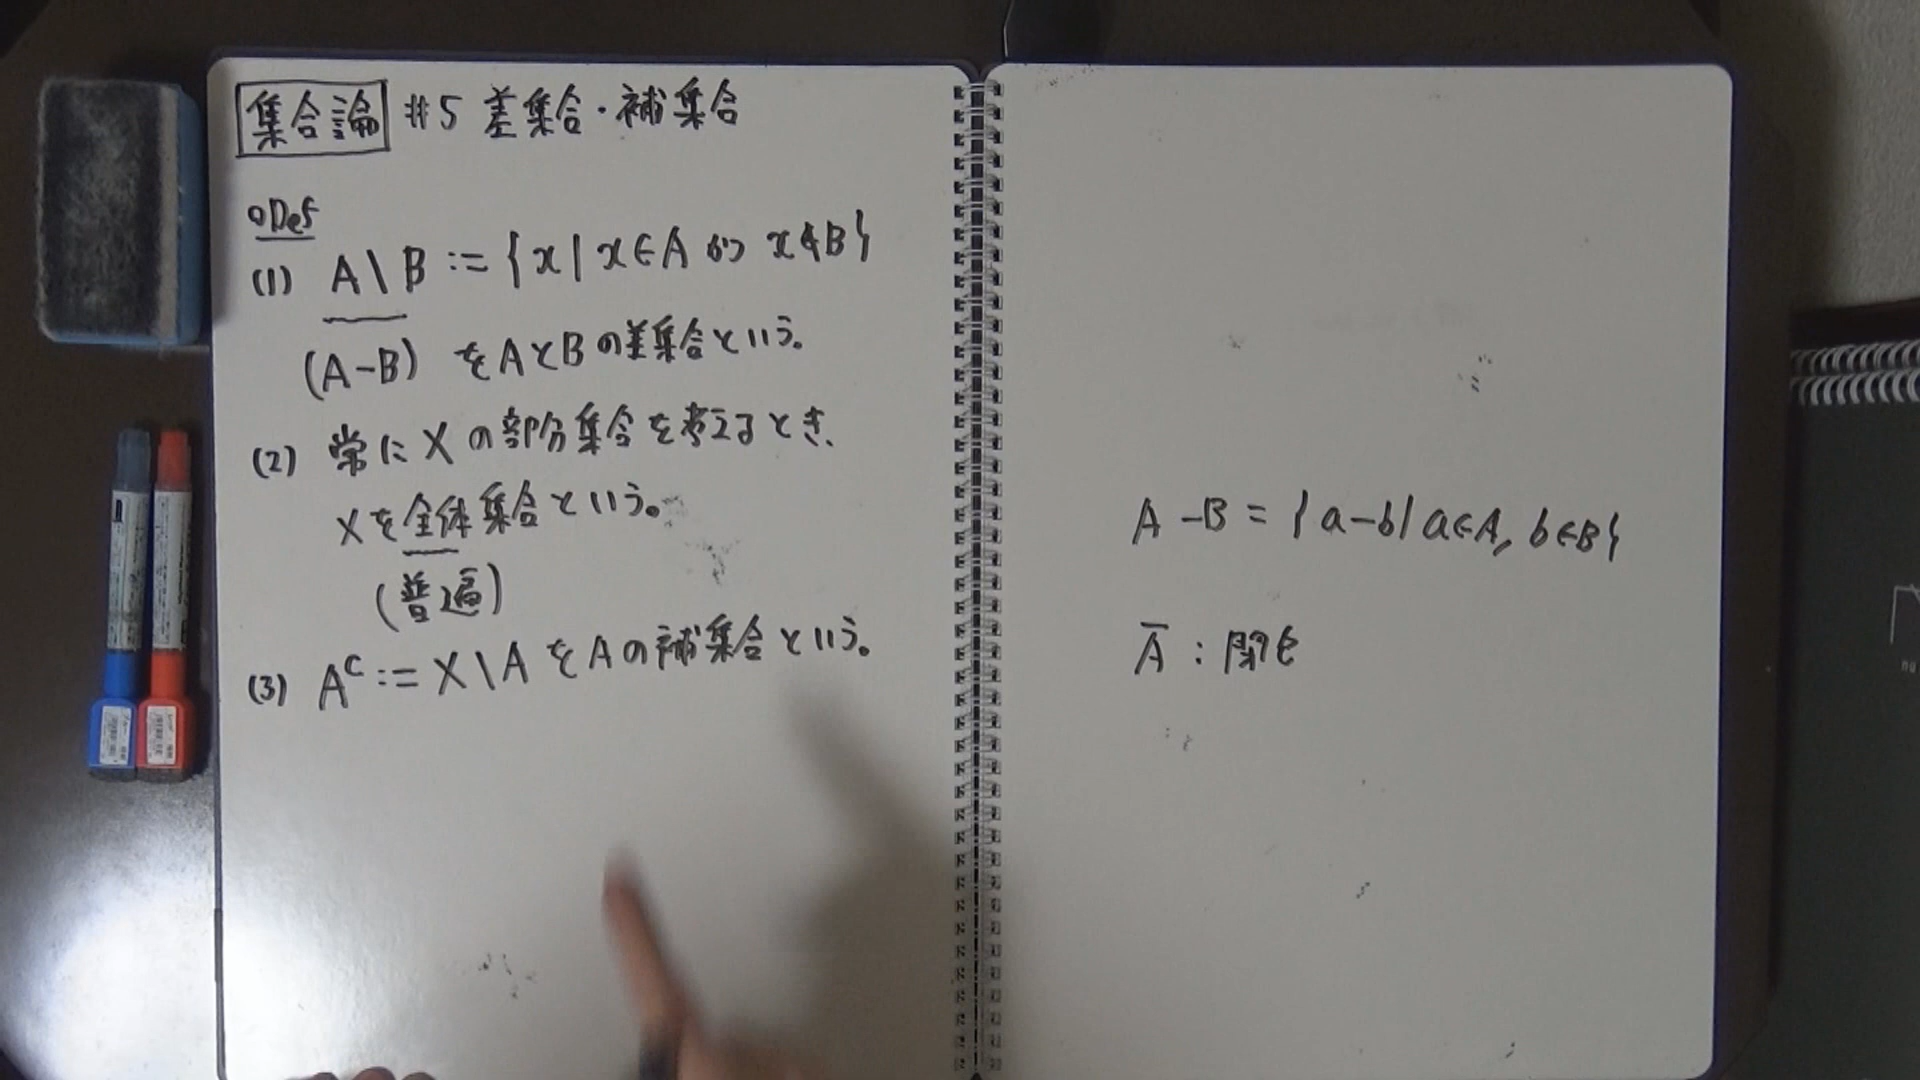 集合論 #5 差集合・補集合
○Def
(1) A\B := {x | x∈A かつ x∉B}
(A-B) をAとBの差集合という。
(2) 常にXの部分集合を考えるとき、
Xを全体集合という。
(普遍)
(3) Aᶜ := X\A をAの補集合という。
A-B = {a-b | a∈A, b∈B}
A̅ : 閉包